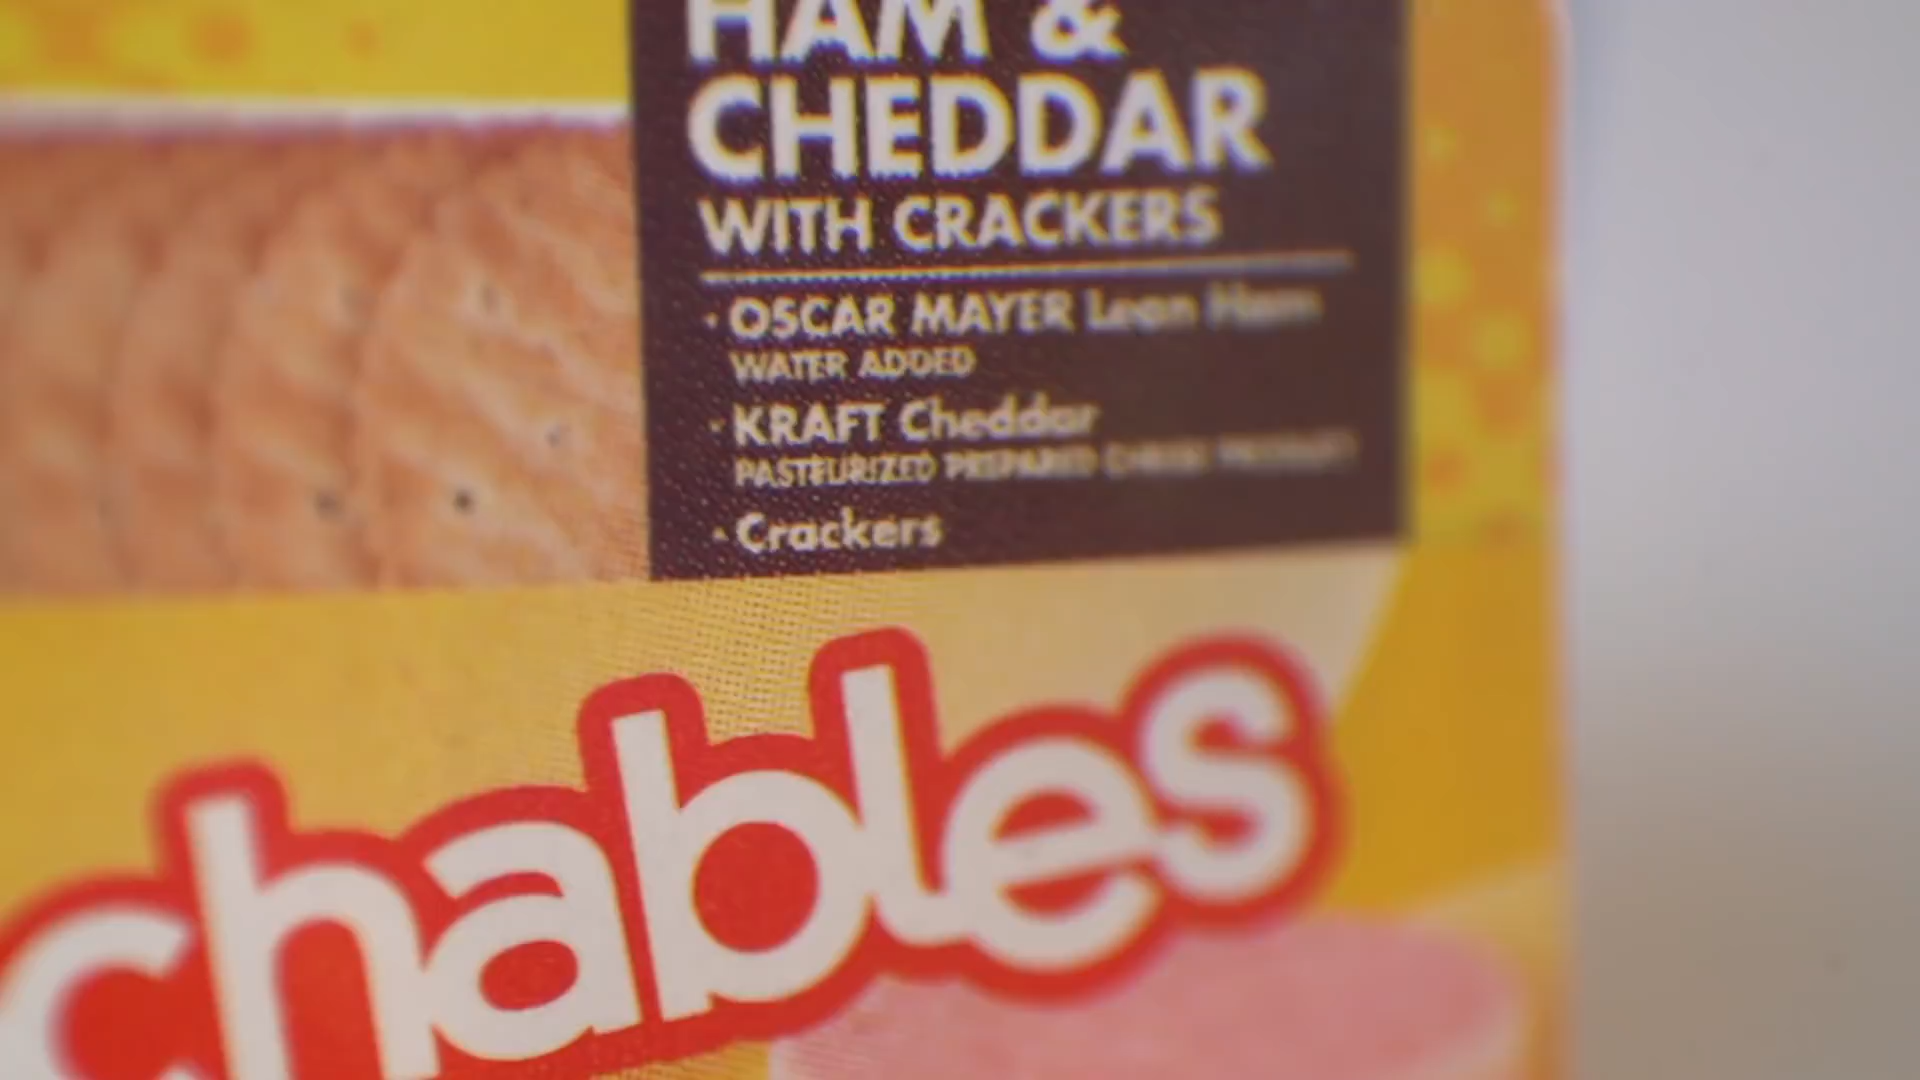 HAM &
CHEDDAR
WITH CRACKERS
· OSCAR MAYER Lean Ham
WATER ADDED
· KRAFT Cheddar
PASTEURIZED PREPARED CHEESE PRODUCT
· Crackers
chables